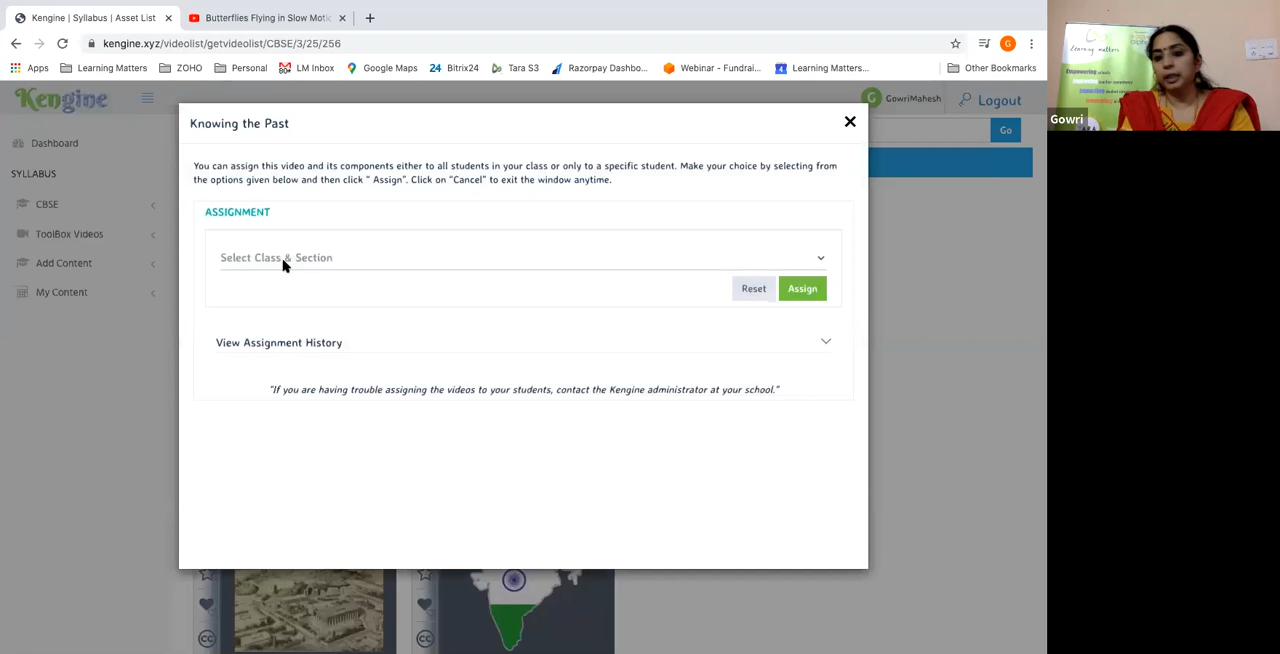 Kengine | Syllabus | Asset List
Butterflies Flying in Slow Motic
kengine.xyz/videolist/getvideolist/CBSE/3/25/256
G
Apps
Learning Matters
ZOHO
Personal
LM Inbox
Google Maps
24 Bitrix24
Tara S3
Razorpay Dashbo...
Webinar - Fundrai...
Learning Matters...
Other Bookmarks
Kengine
G GowriMahesh
Logout
Go
Dashboard
SYLLABUS
CBSE
ToolBox Videos
Add Content
My Content
Knowing the Past
You can assign this video and its components either to all students in your class or only to a specific student. Make your choice by selecting from
the options given below and then click " Assign". Click on "Cancel" to exit the window anytime.
ASSIGNMENT
Select Class & Section
Reset
Assign
View Assignment History
"If you are having trouble assigning the videos to your students, contact the Kengine administrator at your school."
CC
CC
Learning matters
Empowering schools
Gowri